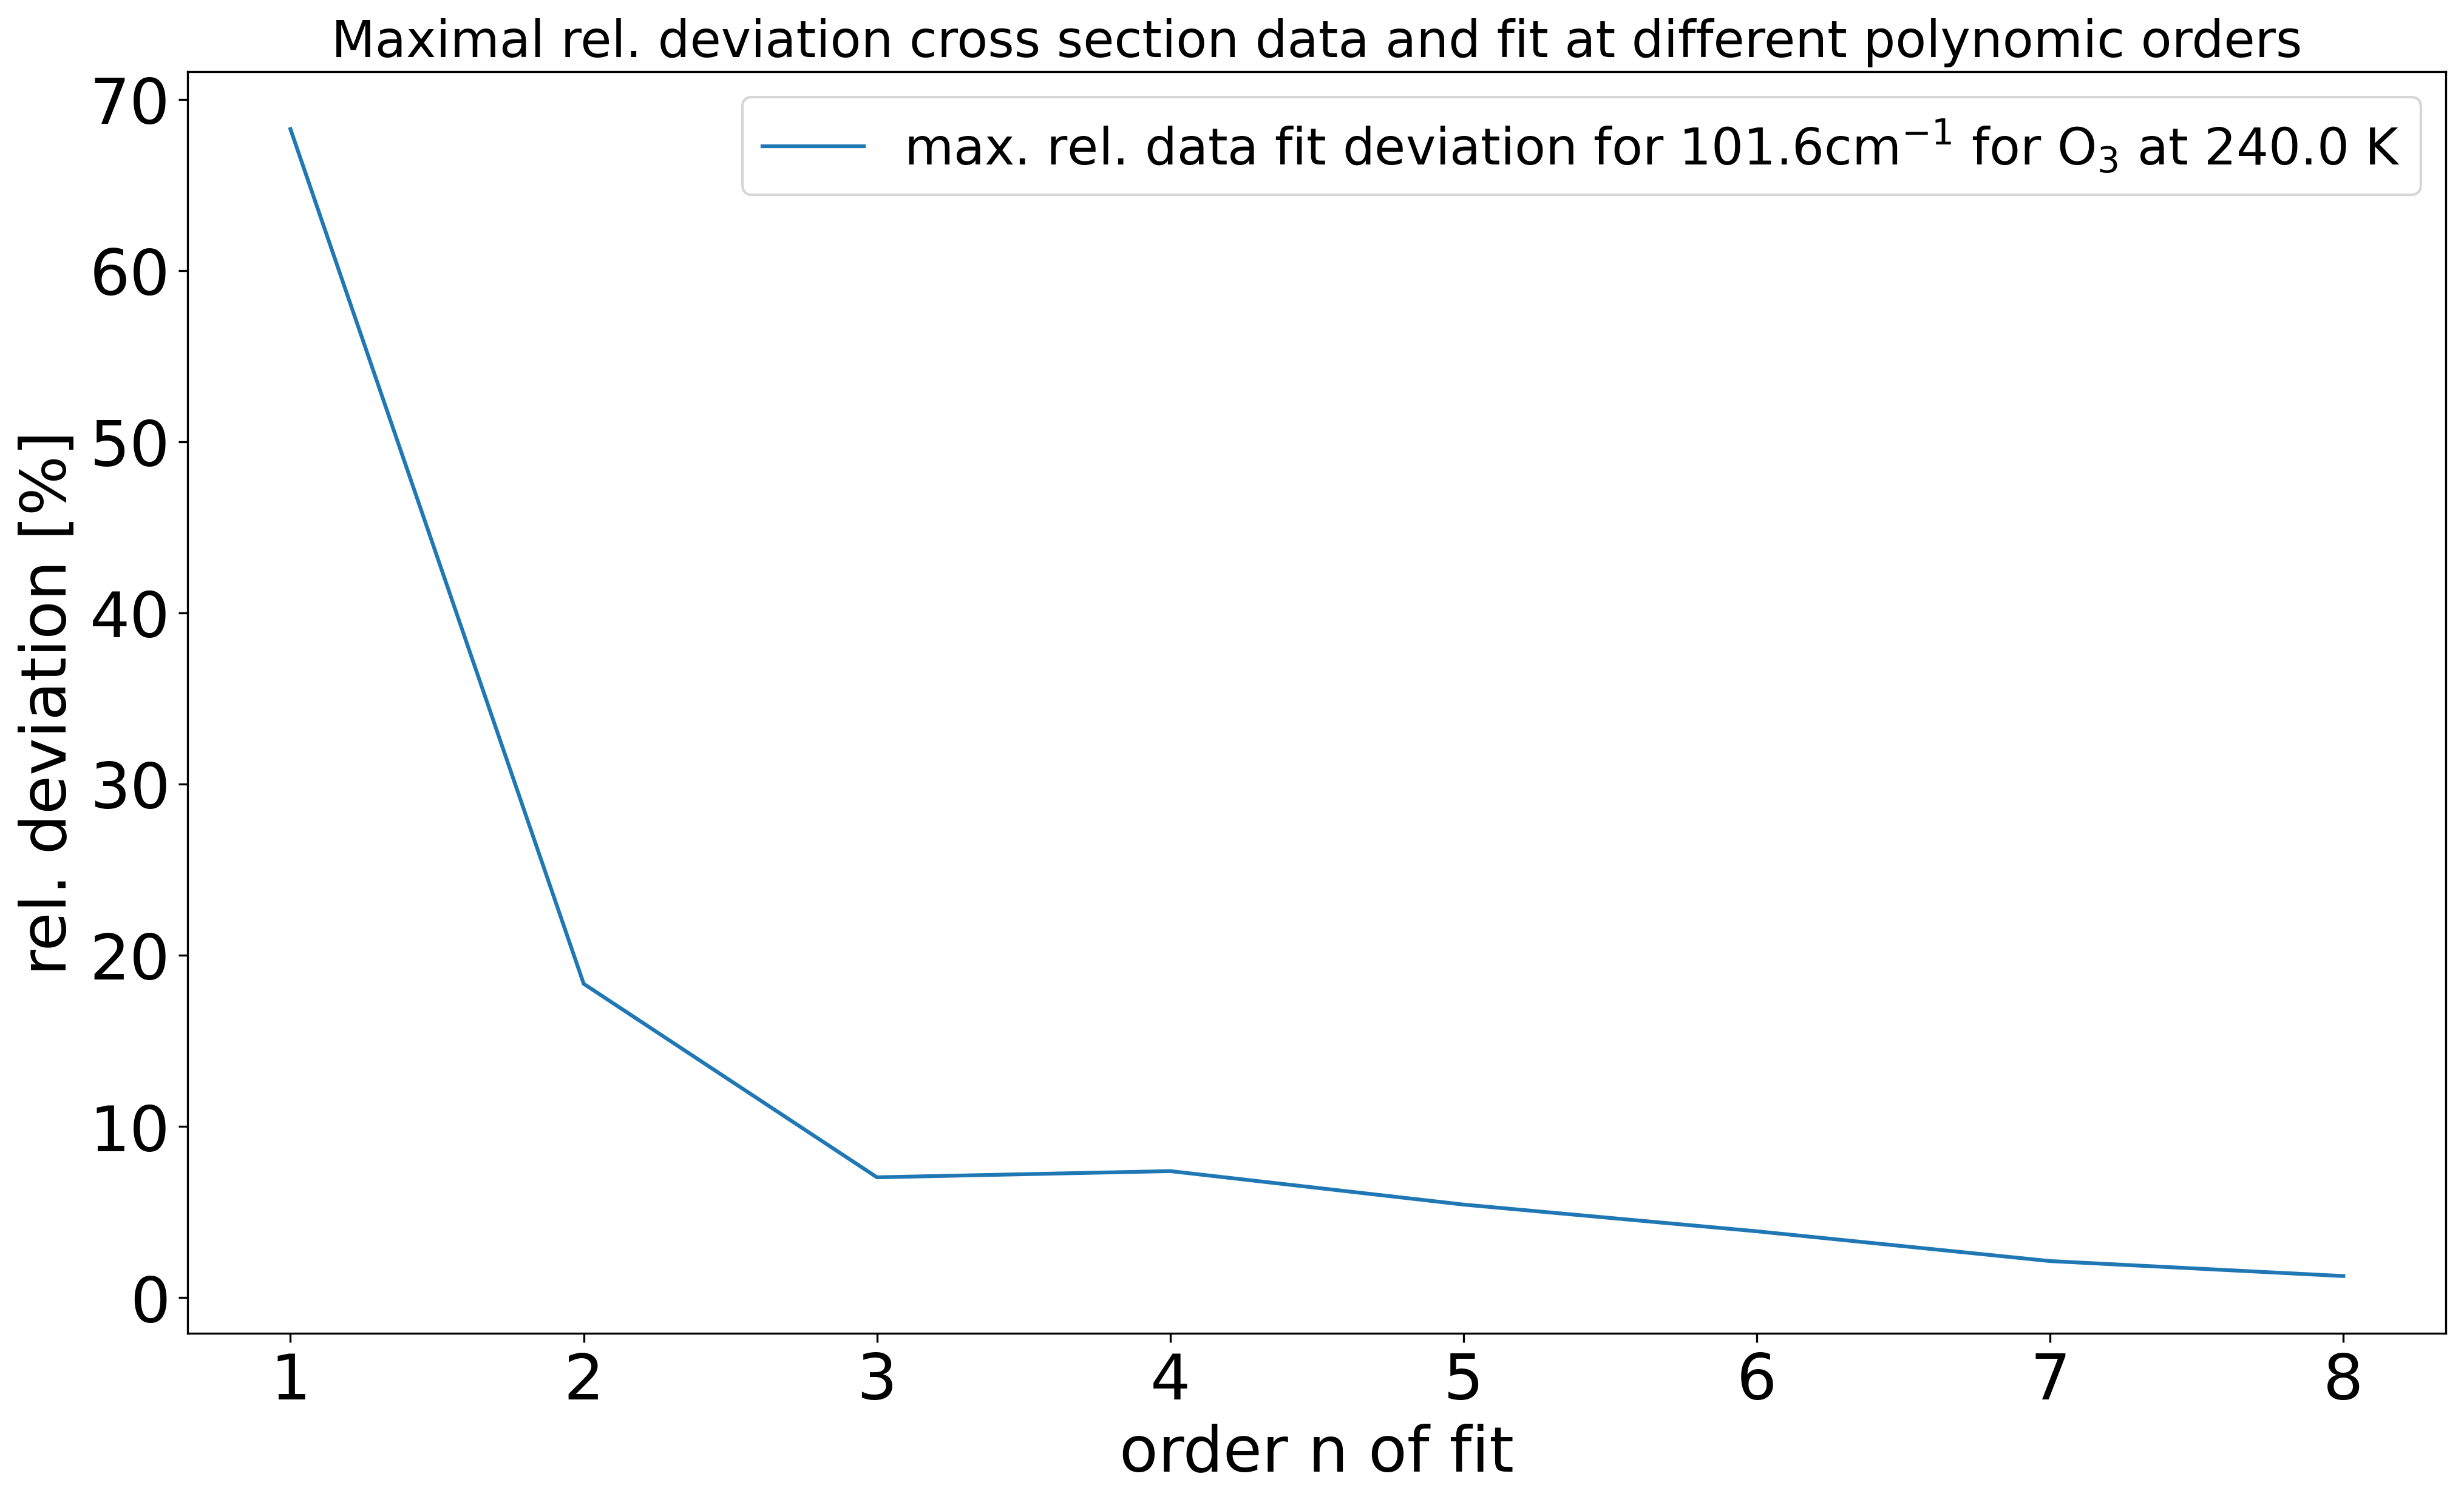 Maximal rel. deviation cross section data and fit at different polynomic orders
max. rel. data fit deviation for 101.6cm⁻¹ for O₃ at 240.0 K
rel. deviation [%]
70
60
50
40
30
20
10
0
1 2 3 4 5 6 7 8
order n of fit